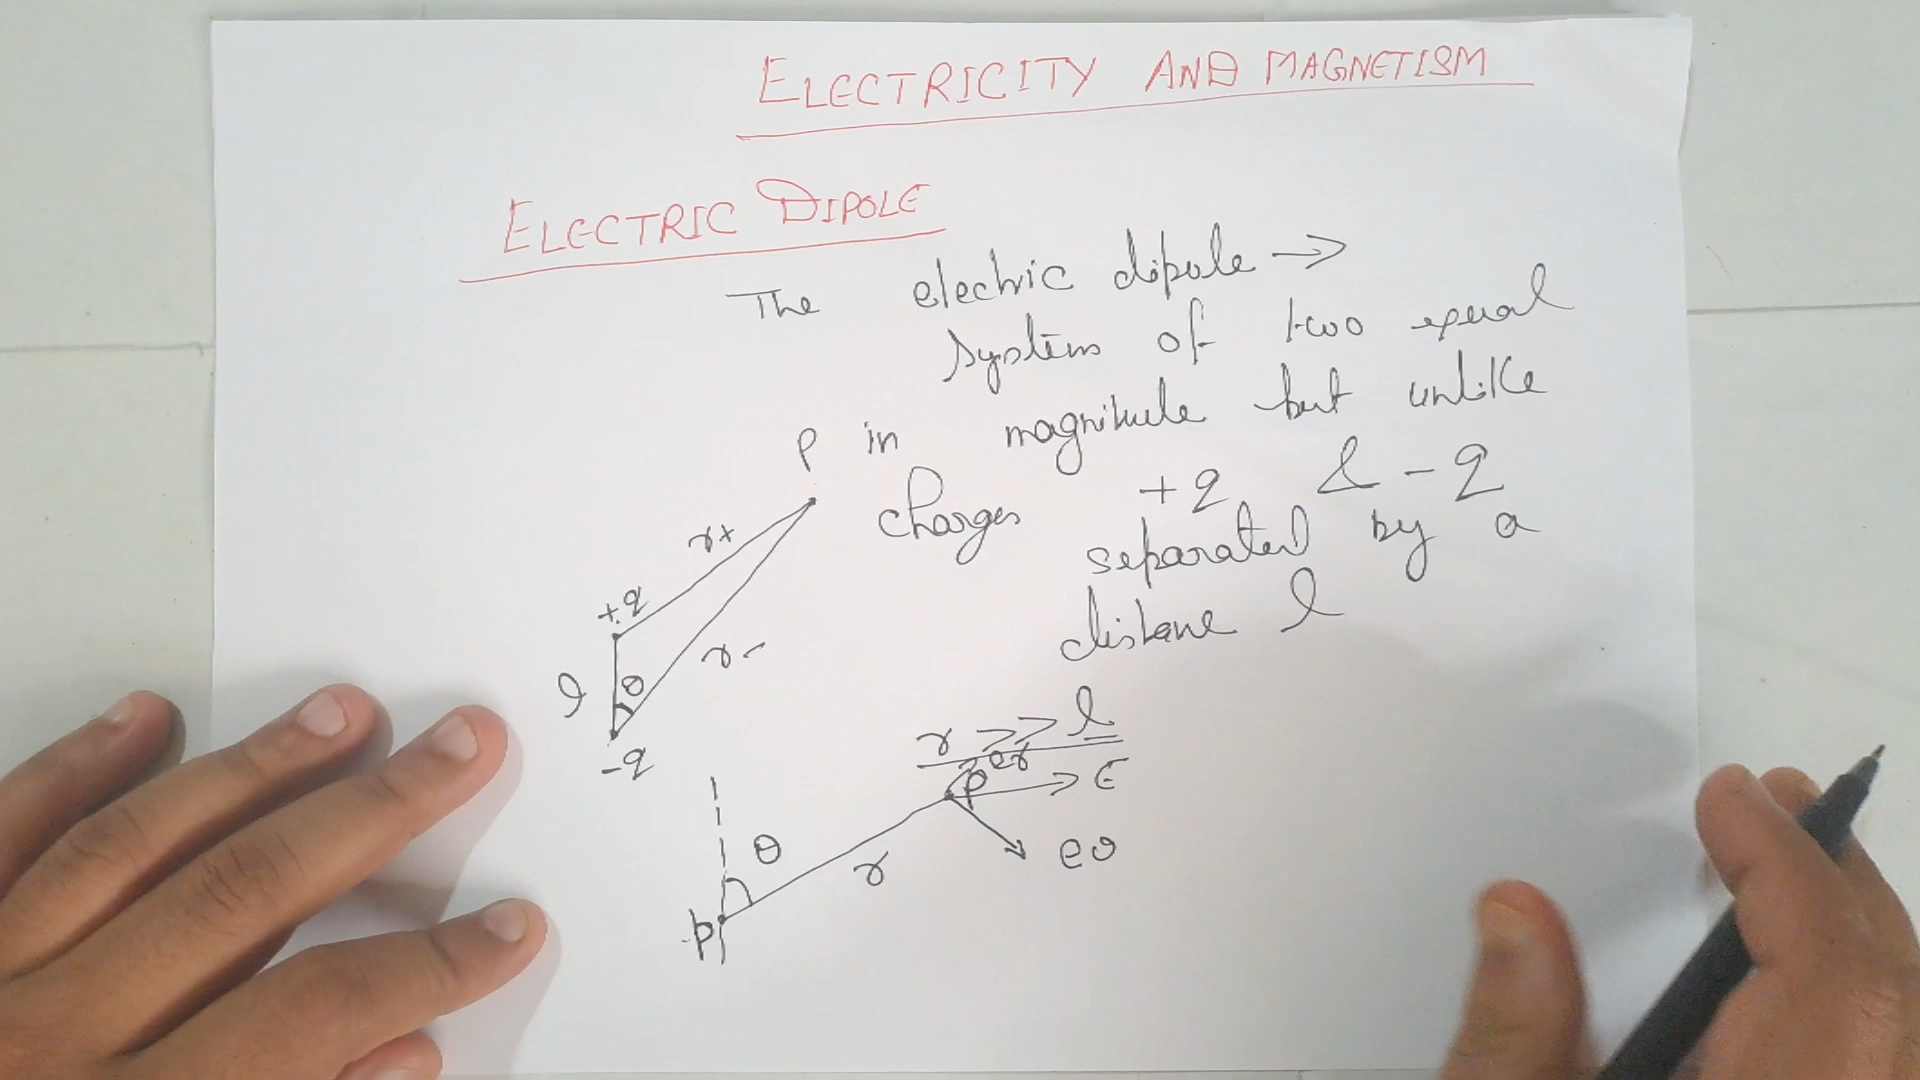 ELECTRICITY AND MAGNETISM
ELECTRIC DIPOLE
The electric dipole →
system of two equal
in magnitude but unlike
charges +q & -q
separated by a
distane l
P
r+
+q
r-
l
θ
-q
r >> l
er
P
E
θ
eθ
r
p